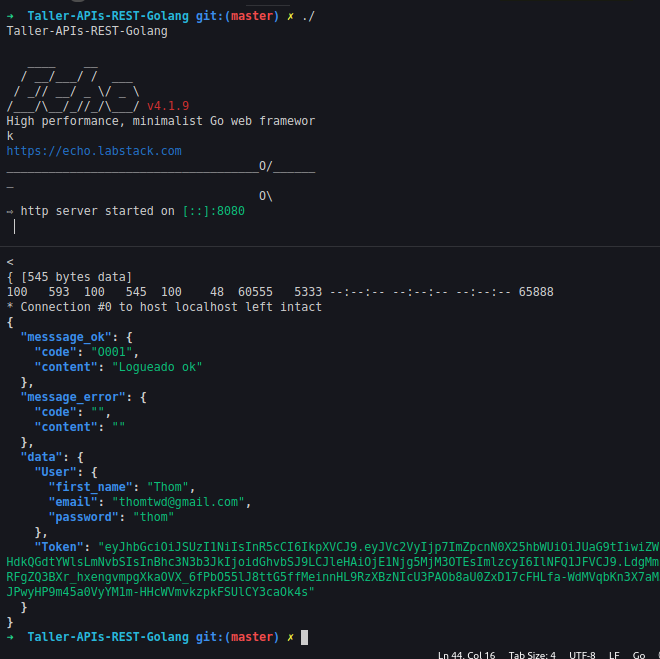 ➜  Taller-APIs-REST-Golang git:(master) ✗ ./
Taller-APIs-REST-Golang

   ____    __
  / __/___/ /  ___
 / _// __/ _ \/ _ \
/___/\__/_//_/\___/ v4.1.9
High performance, minimalist Go web framewor
k
https://echo.labstack.com
____________________________________O/______
_
                                    O\
⇨ http server started on [::]:8080
<
{ [545 bytes data]
100   593  100   545  100    48  60555   5333 --:--:-- --:--:-- --:--:-- 65888
* Connection #0 to host localhost left intact
{
  "messsage_ok": {
    "code": "O001",
    "content": "Logueado ok"
  },
  "message_error": {
    "code": "",
    "content": ""
  },
  "data": {
    "User": {
      "first_name": "Thom",
      "email": "thomtwd@gmail.com",
      "password": "thom"
    },
    "Token": "eyJhbGciOiJSUzI1NiIsInR5cCI6IkpXVCJ9.eyJVc2VyIjp7ImZpcnN0X25hbWUiOiJUaG9tIiwiZW
HdkQGdtYWlsLmNvbSIsInBhc3N3b3JkIjoidGhvbSJ9LCJleHAiOjE1Njg5MjM3OTEsImlzcyI6IlNFQ1JFVCJ9.LdgMm
RFgZQ3BXr_hxengvmpgXkaOVX_6fPbO55lJ8ttG5ffMeinnHL9RzXBzNIcU3PAOb8aU0ZxD17cFHLfa-WdMVqbKn3X7aM
JPwyHP9m45a0VyYM1m-HHcWVmvkzpkFSUlCY3caOk4s"
  }
}
➜  Taller-APIs-REST-Golang git:(master) ✗
Ln 44, Col 16    Tab Size: 4    UTF-8    LF    Go